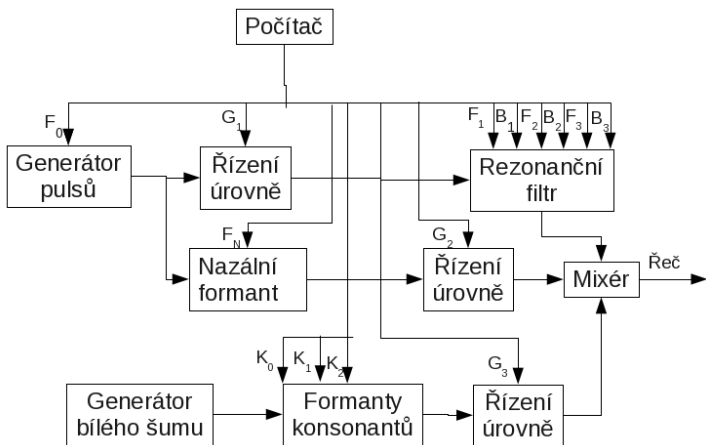 Počítač
F0
G1
F1 B1 F2 B2 F3 B3
Generátor
pulsů
Řízení
úrovně
Rezonanční
filtr
FN
G2
Nazální
formant
Řízení
úrovně
Mixér
Řeč
K0 K1 K2
G3
Generátor
bílého šumu
Formanty
konsonantů
Řízení
úrovně